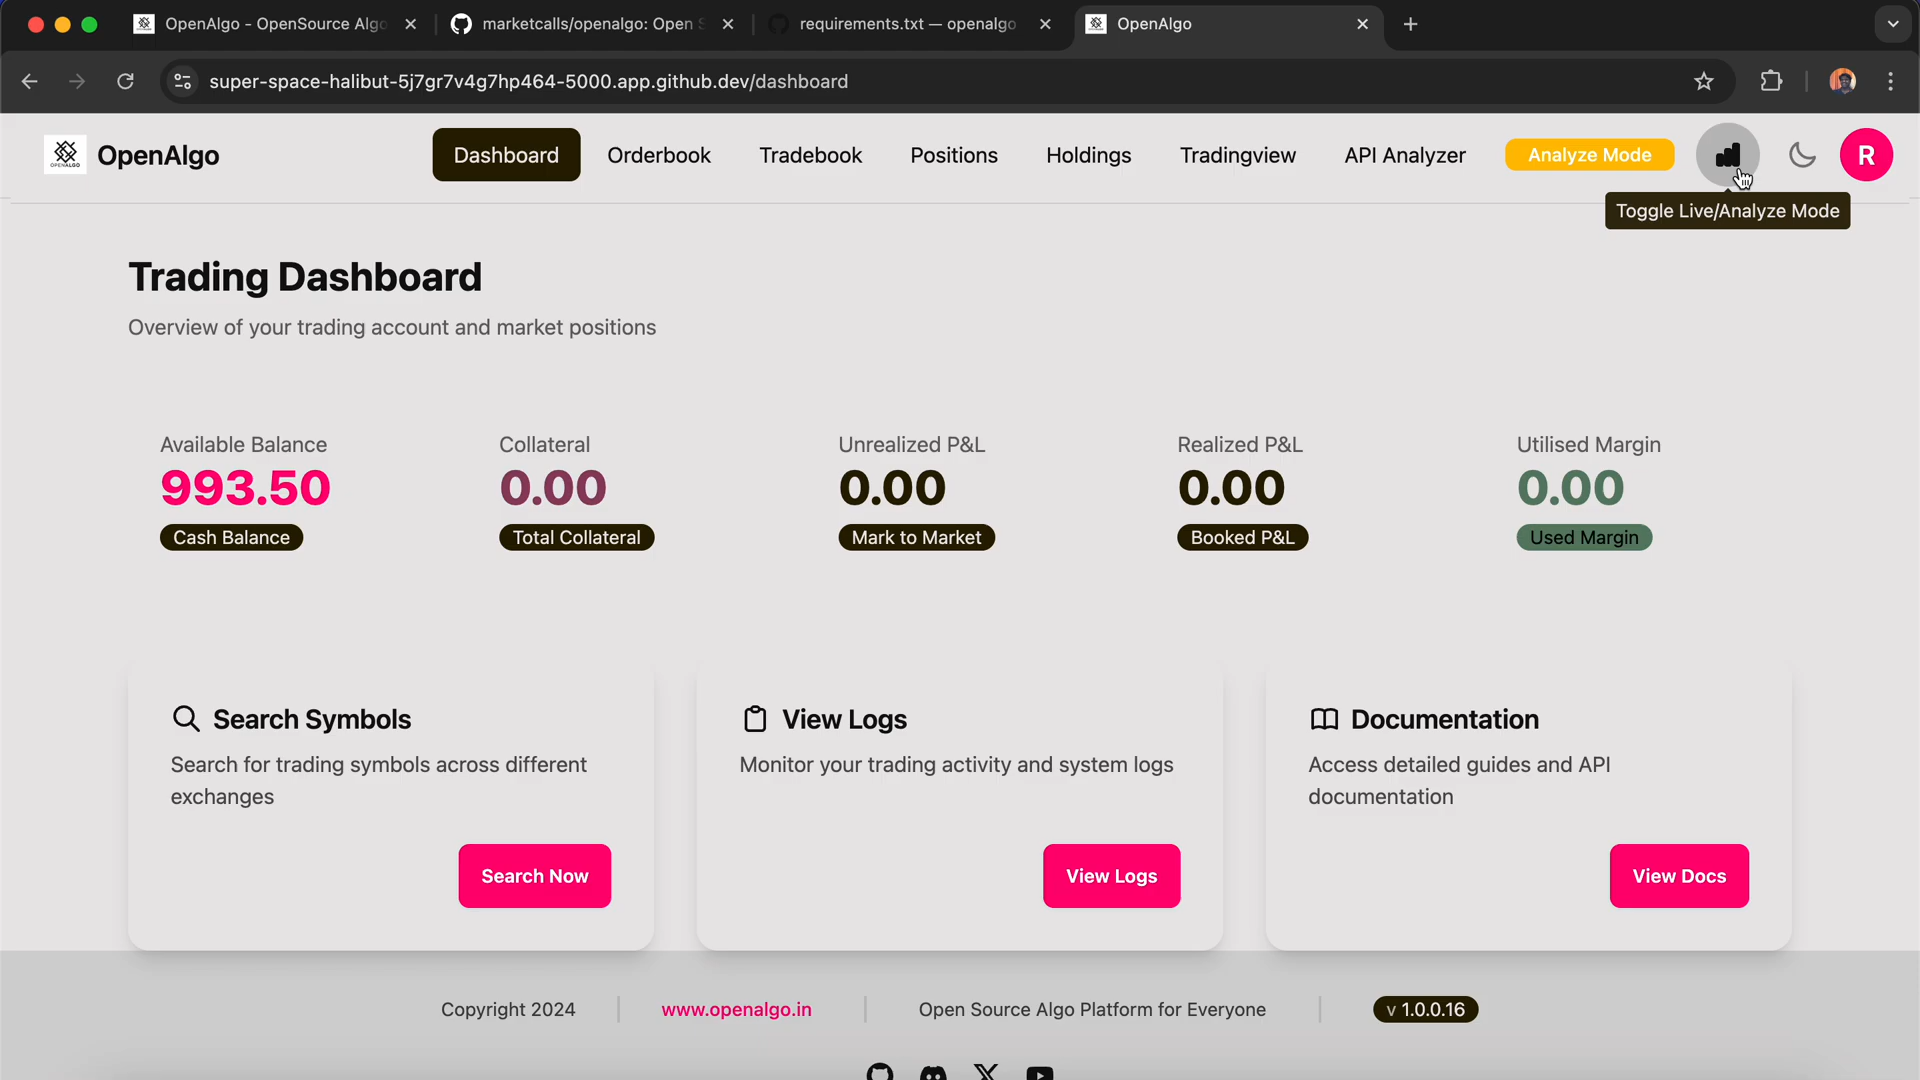 OpenAlgo - OpenSource Algo
marketcalls/openalgo: Open S
requirements.txt — openalgo
OpenAlgo
super-space-halibut-5j7gr7v4g7hp464-5000.app.github.dev/dashboard
OPENALGO
OpenAlgo
Dashboard
Orderbook
Tradebook
Positions
Holdings
Tradingview
API Analyzer
Analyze Mode
R
Toggle Live/Analyze Mode
Trading Dashboard
Overview of your trading account and market positions
Available Balance
993.50
Cash Balance
Collateral
0.00
Total Collateral
Unrealized P&L
0.00
Mark to Market
Realized P&L
0.00
Booked P&L
Utilised Margin
0.00
Used Margin
Search Symbols
Search for trading symbols across different
exchanges
Search Now
View Logs
Monitor your trading activity and system logs
View Logs
Documentation
Access detailed guides and API
documentation
View Docs
Copyright 2024
www.openalgo.in
Open Source Algo Platform for Everyone
v 1.0.0.16